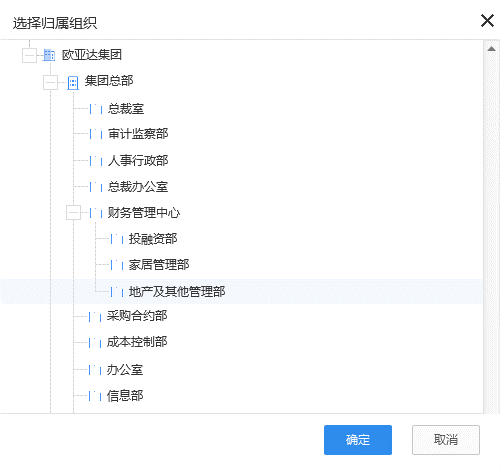 选择归属组织
欧亚达集团
集团总部
总裁室
审计监察部
人事行政部
总裁办公室
财务管理中心
投融资部
家居管理部
地产及其他管理部
采购合约部
成本控制部
办公室
信息部
确定
取消